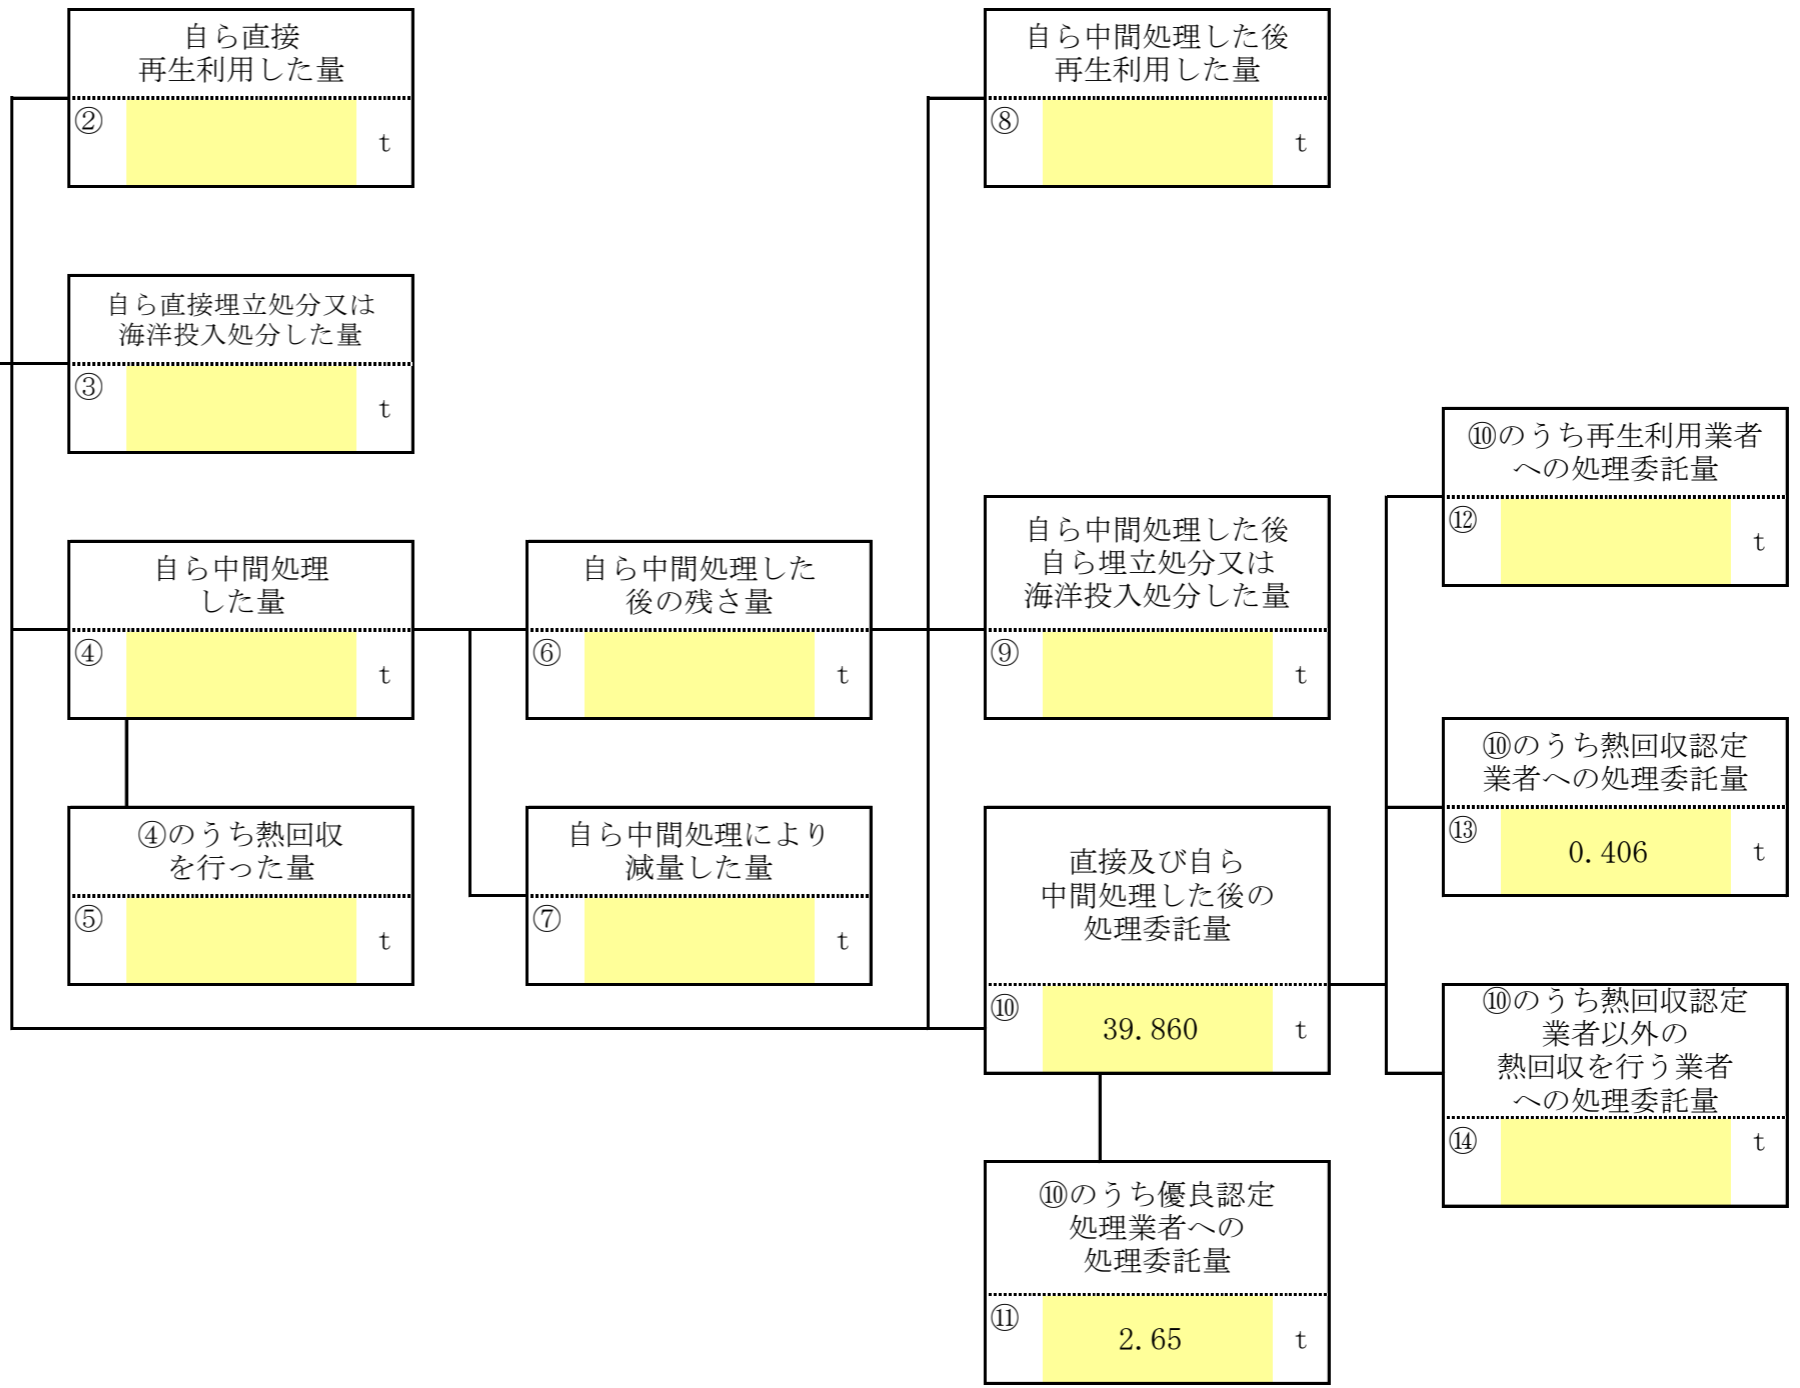 自ら直接
再生利用した量
②
t
自ら直接埋立処分又は
海洋投入処分した量
③
t
自ら中間処理
した量
④
t
④のうち熱回収
を行った量
⑤
t
自ら中間処理した
後の残さ量
⑥
t
自ら中間処理により
減量した量
⑦
t
自ら中間処理した後
再生利用した量
⑧
t
自ら中間処理した後
自ら埋立処分又は
海洋投入処分した量
⑨
t
直接及び自ら
中間処理した後の
処理委託量
⑩
39.860 t
⑩のうち優良認定
処理業者への
処理委託量
⑪
2.65 t
⑩のうち再生利用業者
への処理委託量
⑫
t
⑩のうち熱回収認定
業者への処理委託量
⑬
0.406 t
⑩のうち熱回収認定
業者以外の
熱回収を行う業者
への処理委託量
⑭
t